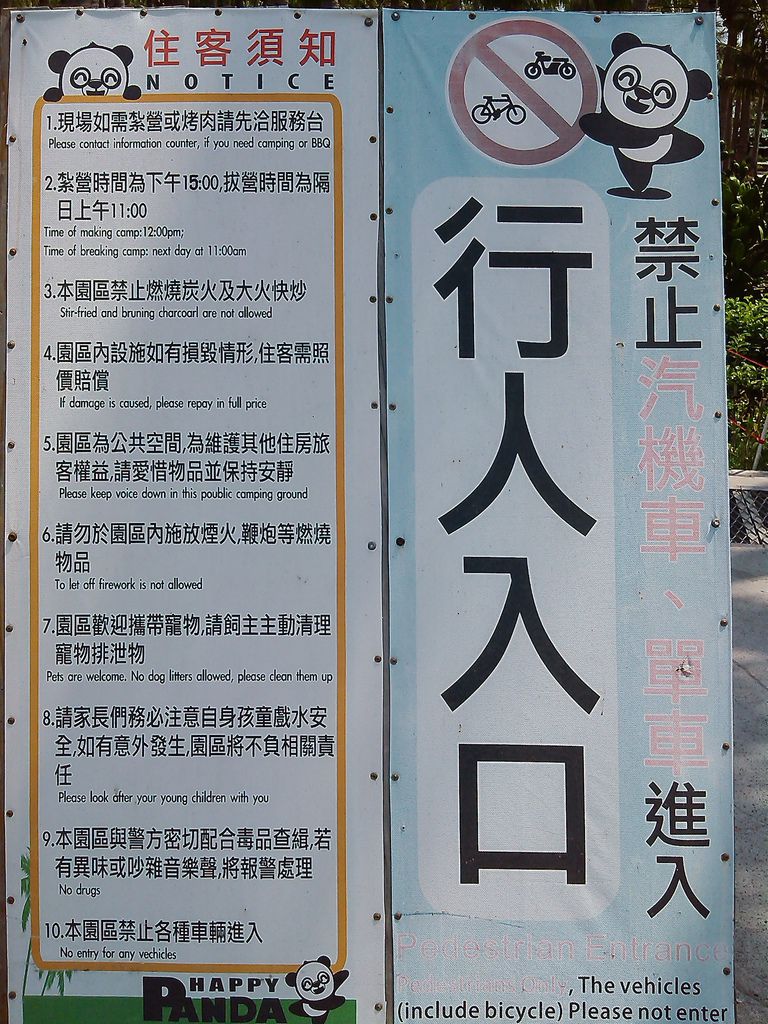 住客須知
NOTICE
1.現場如需紮營或烤肉請先洽服務台
Please contact information counter, if you need camping or BBQ
2.紮營時間為下午15:00,拔營時間為隔
日上午11:00
Time of making camp:12:00pm;
Time of breaking camp: next day at 11:00am
3.本園區禁止燃燒炭火及大火快炒
Stir-fried and bruning charcoarl are not allowed
4.園區內設施如有損毀情形,住客需照
價賠償
If damage is caused, please repay in full price
5.園區為公共空間,為維護其他住房旅
客權益,請愛惜物品並保持安靜
Please keep voice down in this poublic camping ground
6.請勿於園區內施放煙火,鞭炮等燃燒
物品
To let off firework is not allowed
7.園區歡迎攜帶寵物,請飼主主動清理
寵物排泄物
Pets are welcome. No dog litters allowed, please clean them up
8.請家長們務必注意自身孩童戲水安
全,如有意外發生,園區將不負相關責
任
Please look after your young children with you
9.本園區與警方密切配合毒品查緝,若
有異味或吵雜音樂聲,將報警處理
No drugs
10.本園區禁止各種車輛進入
No entry for any vechicles
HAPPY
PANDA
禁止汽機車、單車進入
行人入口
Pedestrian Entrance
Pedestrians Only, The vehicles
(include bicycle) Please not enter